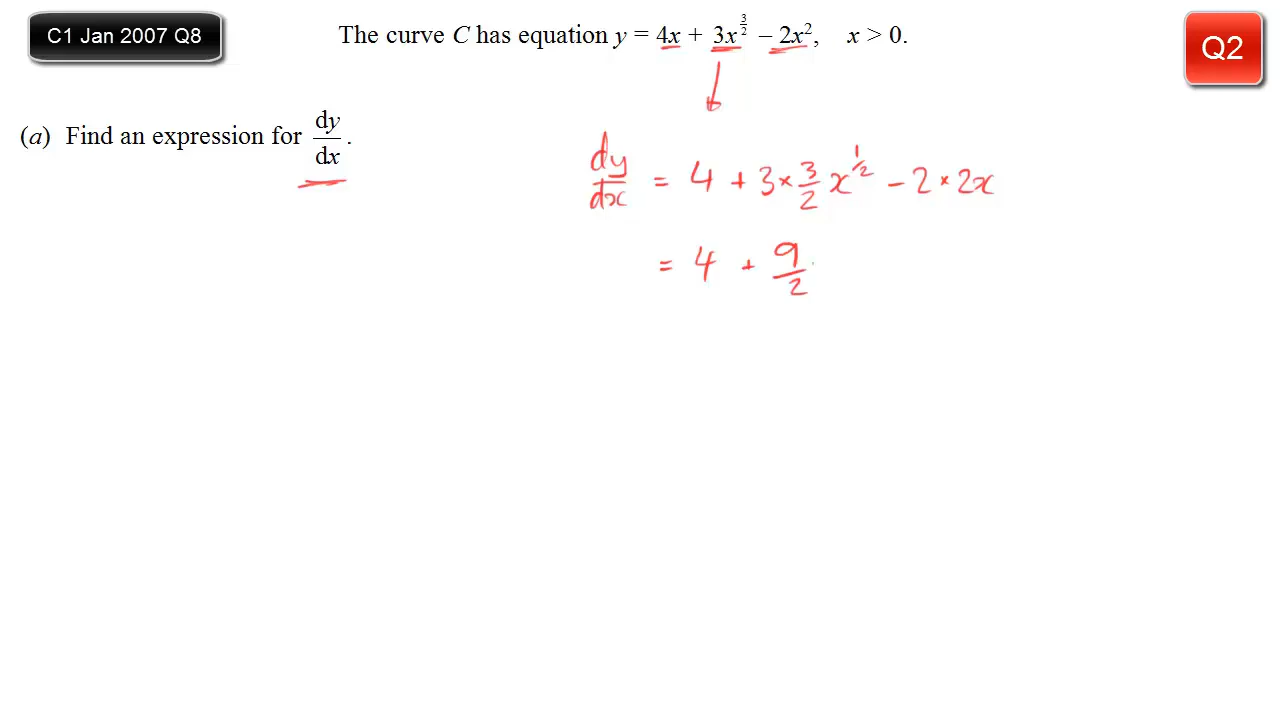 C1 Jan 2007 Q8
The curve C has equation y = 4x + 3x^(3/2) − 2x², x > 0.
Q2
(a) Find an expression for dy/dx.
dy/dx = 4 + 3 × 3/2 x^(1/2) − 2 × 2x
= 4 + 9/2